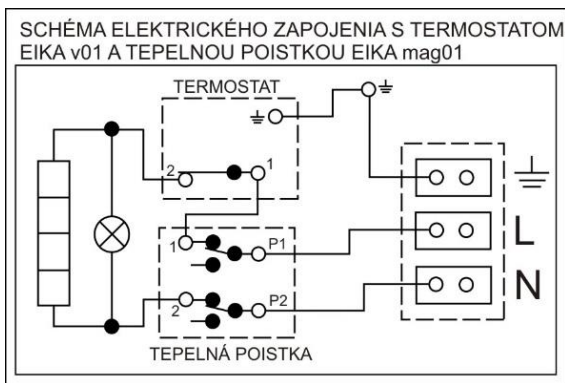 SCHÉMA ELEKTRICKÉHO ZAPOJENIA S TERMOSTATOM
EIKA v01 A TEPELNOU POISTKOU EIKA mag01
TERMOSTAT
2
1
1
P1
L
2
P2
N
TEPELNÁ POISTKA